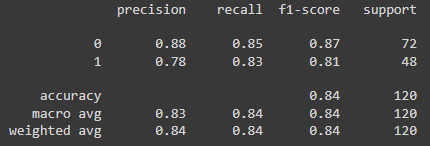 precision recall f1-score support
0 0.88 0.85 0.87 72
1 0.78 0.83 0.81 48
accuracy 0.84 120
macro avg 0.83 0.84 0.84 120
weighted avg 0.84 0.84 0.84 120